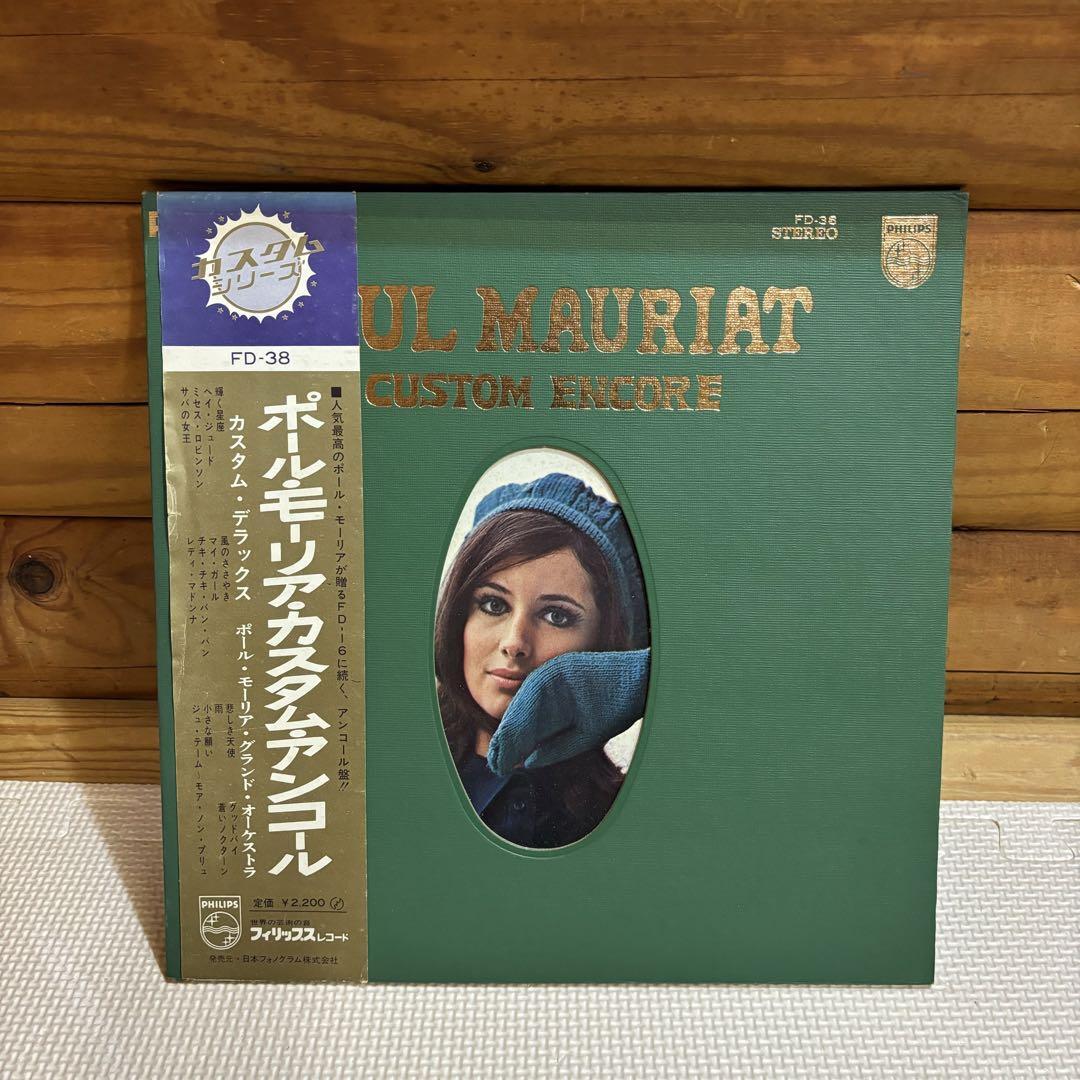 カスタム
シリーズ
FD-38
■人気最高のポール・モーリアが贈るFD-16に続く、アンコール盤!!
ポール・モーリア・カスタム・アンコール
カスタム・デラックス　ポール・モーリア・グランド・オーケストラ
輝く星座
ヘイ・ジュード
ミセス・ロビンソン
サバの女王
風のささやき
マイ・ガール
チキ・チキ・バン・バン
レディ・マドンナ
悲しき天使
雨
小さな願い
ジュ・テーム～モア・ノン・プリュ
グッドバイ
蒼いノクターン
PHILIPS
定価 ¥2,200
世界の芸術の音
フィリップスレコード
発売元・日本フォノグラム株式会社
FD-38
STEREO
PHILIPS
UL MAURIAT
CUSTOM ENCORE